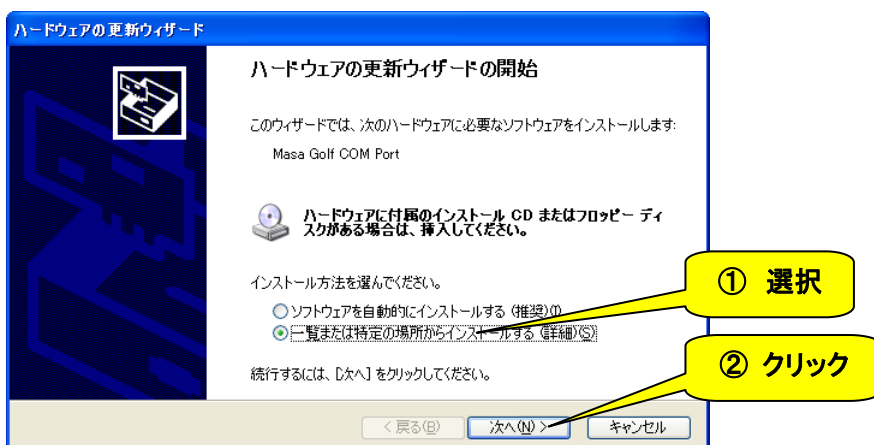 ハードウェアの更新ウィザード
ハードウェアの更新ウィザードの開始
このウィザードでは、次のハードウェアに必要なソフトウェアをインストールします:
Masa Golf COM Port
ハードウェアに付属のインストール CD またはフロッピー ディ
スクがある場合は、挿入してください。
インストール方法を選んでください。
ソフトウェアを自動的にインストールする (推奨)(I)
一覧または特定の場所からインストールする (詳細)(S)
① 選択
続行するには、[次へ] をクリックしてください。
② クリック
< 戻る(B)
次へ(N) >
キャンセル